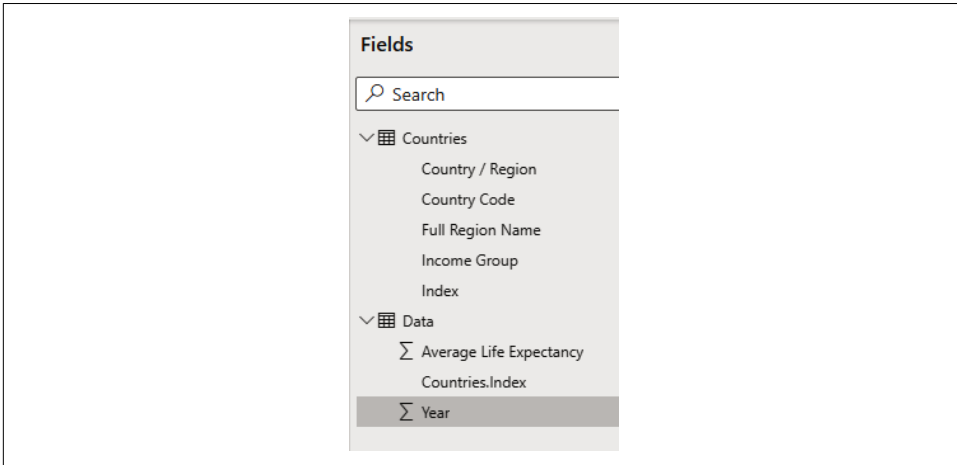 Fields
Search
Countries
Country / Region
Country Code
Full Region Name
Income Group
Index
Data
∑ Average Life Expectancy
Countries.Index
∑ Year